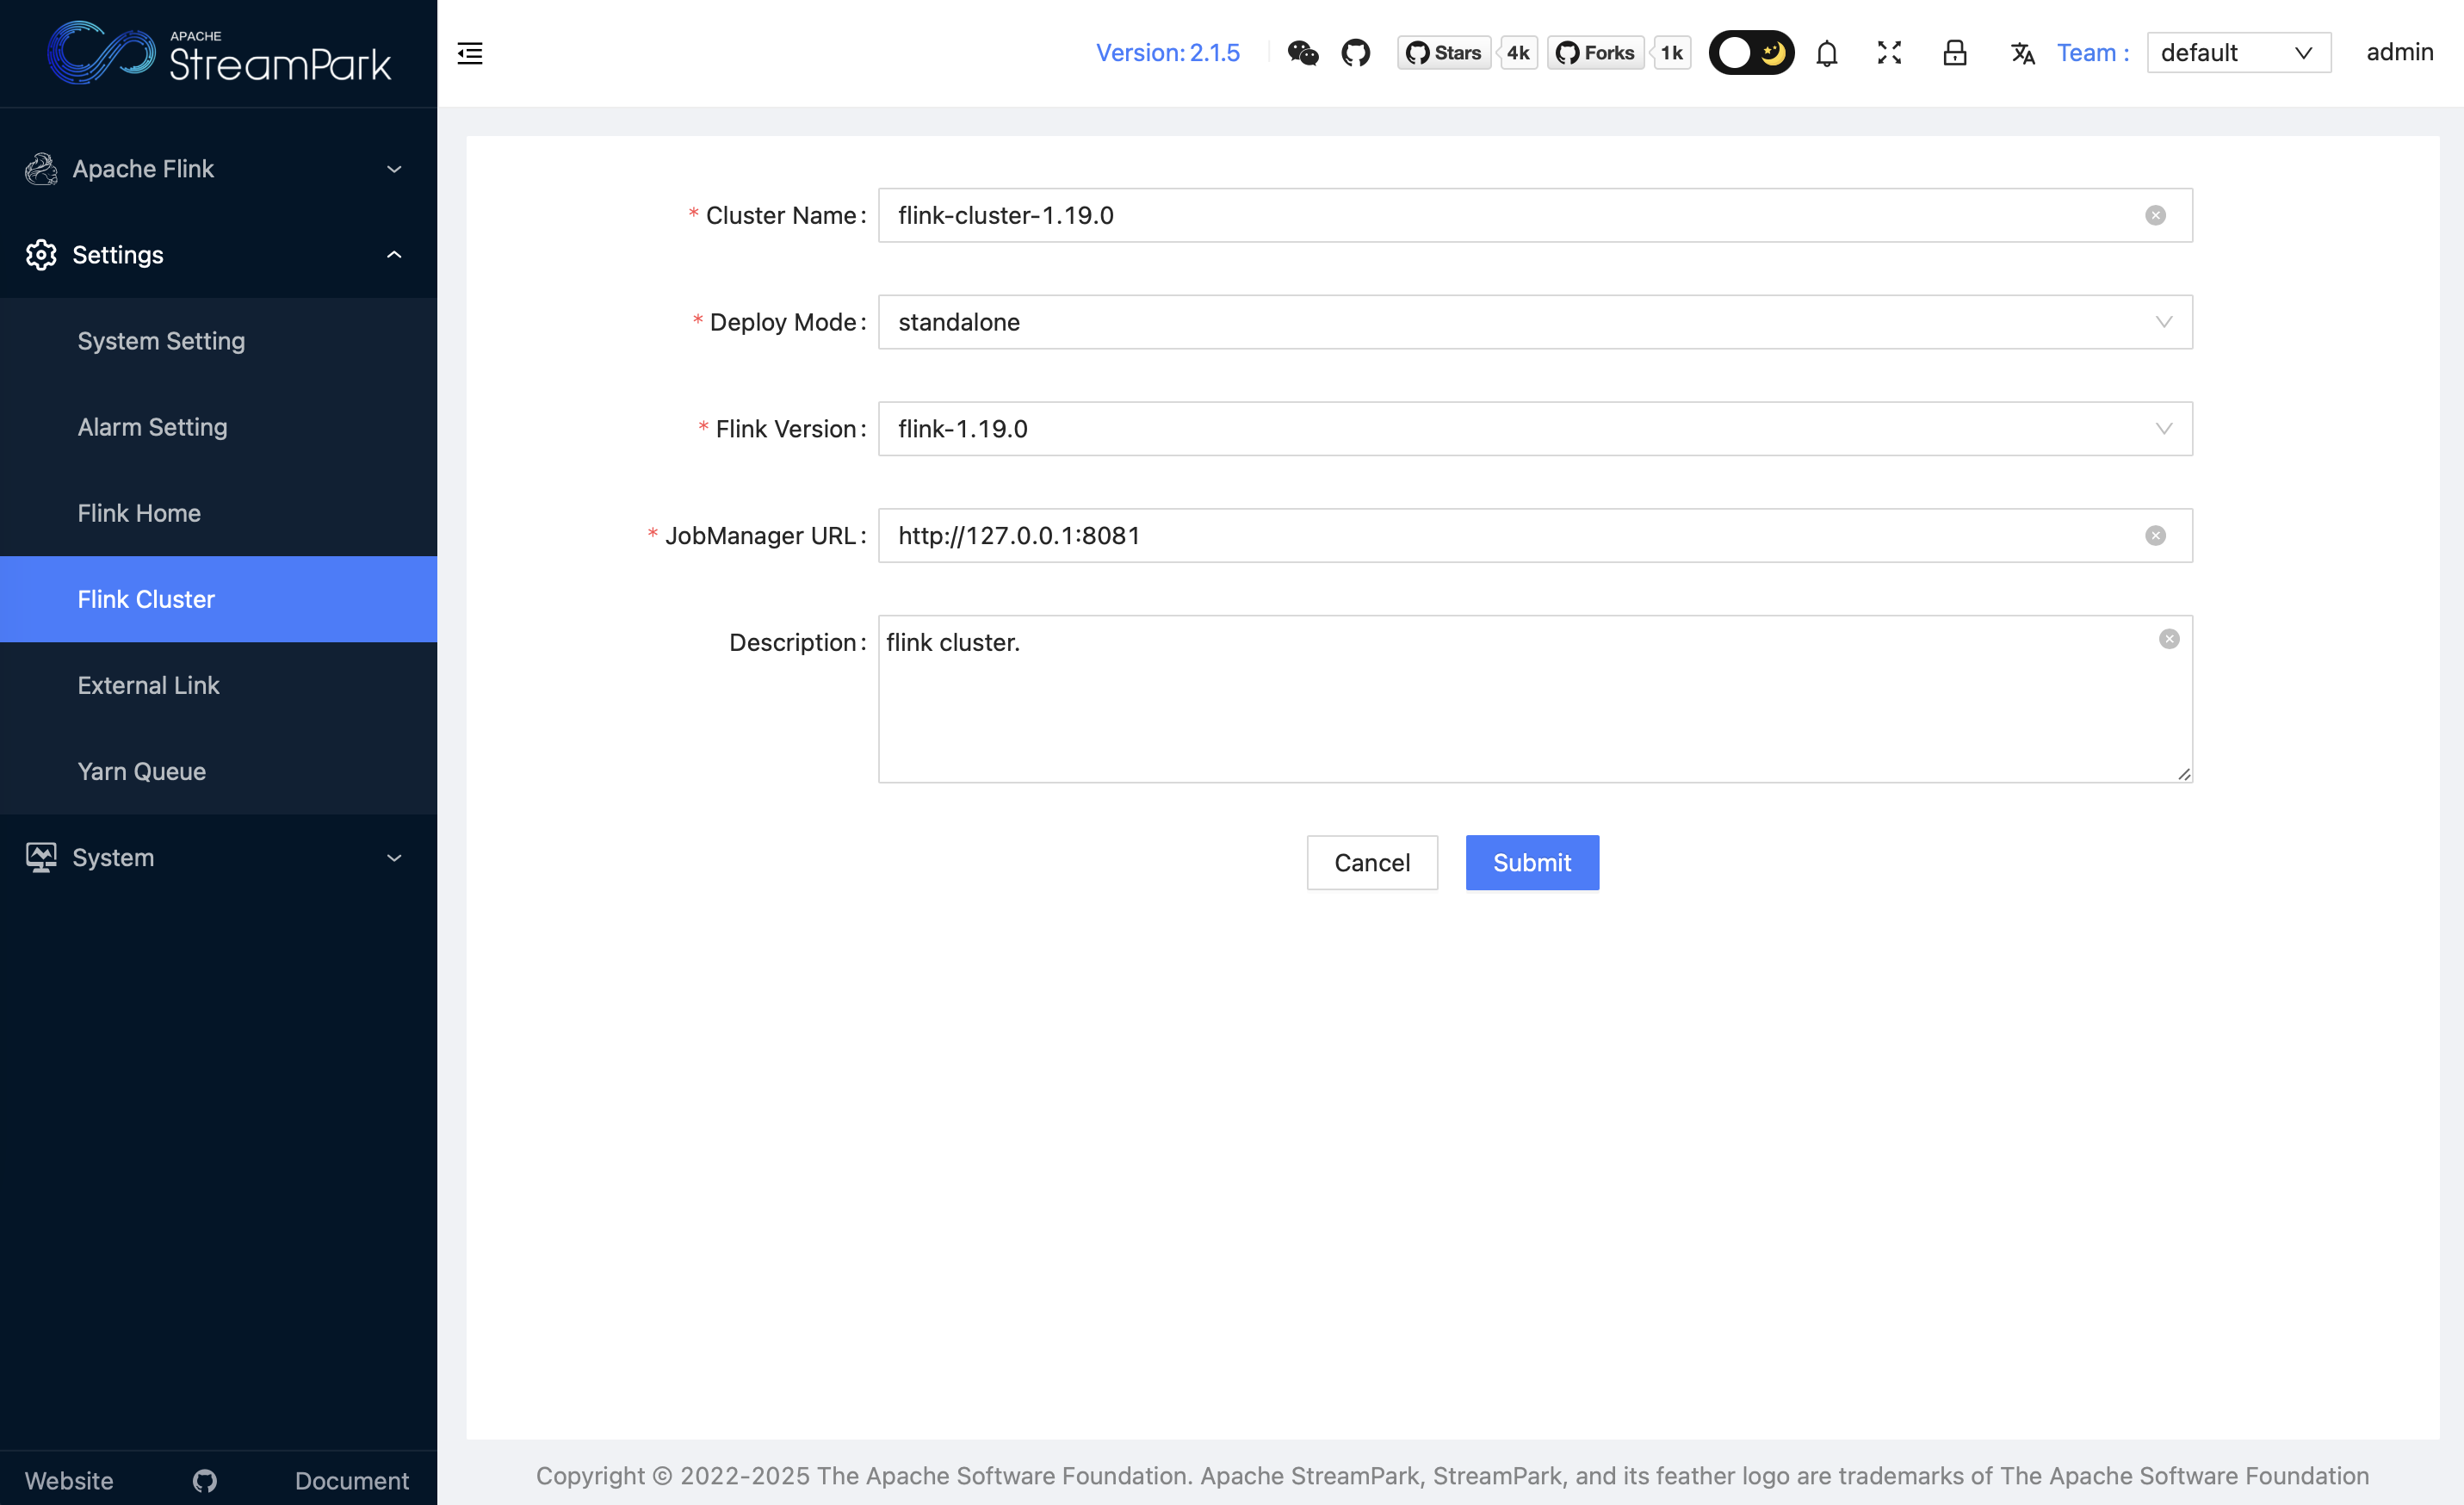 APACHE
StreamPark
Version: 2.1.5
Stars 4k
Forks 1k
Team : default
admin
Apache Flink
Settings
System Setting
Alarm Setting
Flink Home
Flink Cluster
External Link
Yarn Queue
System
* Cluster Name: flink-cluster-1.19.0
* Deploy Mode: standalone
* Flink Version: flink-1.19.0
* JobManager URL: http://127.0.0.1:8081
Description: flink cluster.
Cancel Submit
Website Document
Copyright © 2022-2025 The Apache Software Foundation. Apache StreamPark, StreamPark, and its feather logo are trademarks of The Apache Software Foundation